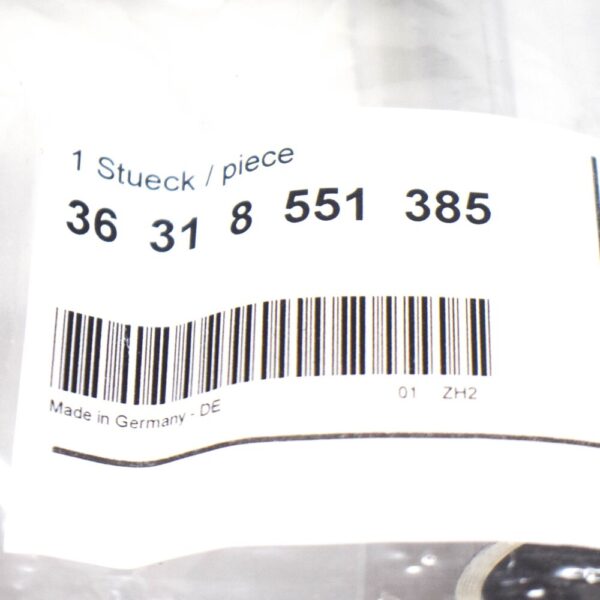 1 Stueck / piece
36 31 8 551 385
Made in Germany - DE 01 ZH2